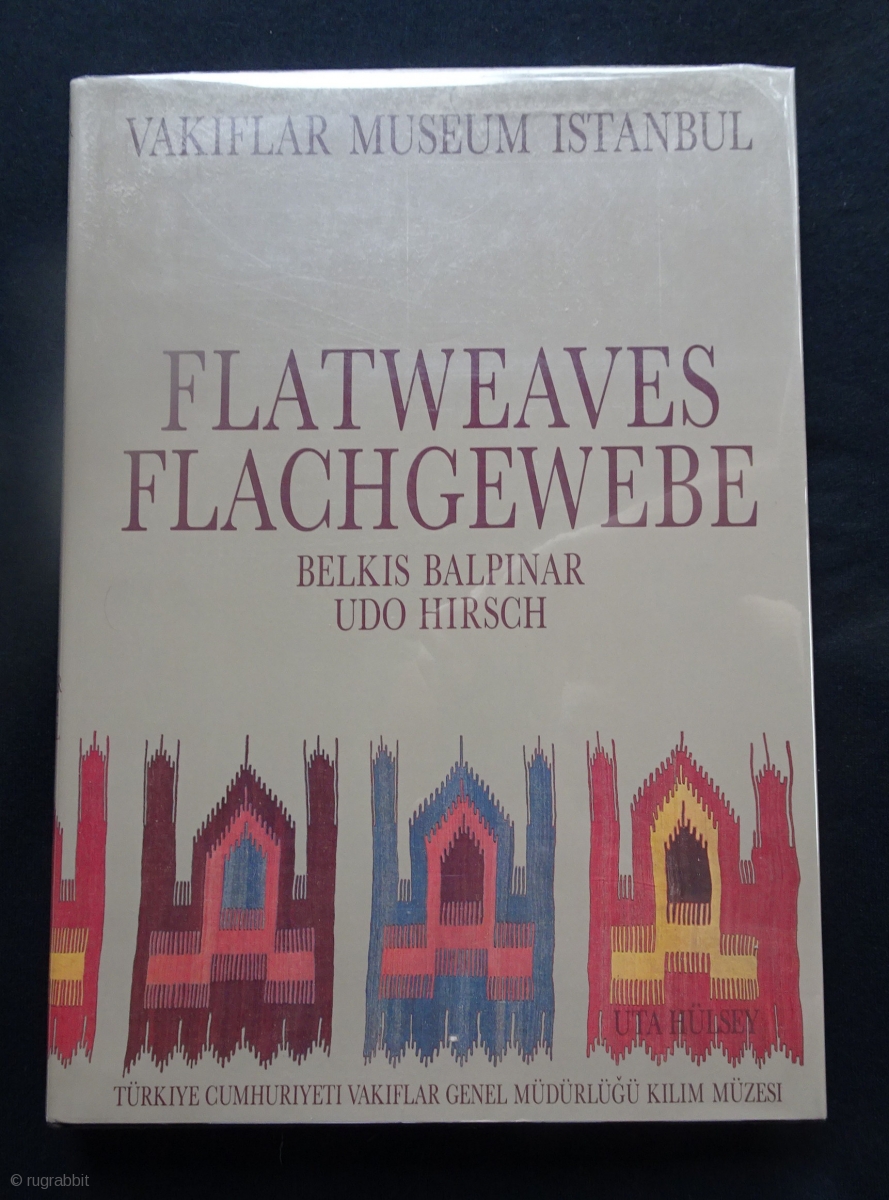 VAKIFLAR MUSEUM ISTANBUL
FLATWEAVES
FLACHGEWEBE
BELKIS BALPINAR
UDO HIRSCH
UTA HÜLSEY
TÜRKIYE CUMHURIYETI VAKIFLAR GENEL MÜDÜRLÜĞÜ KILIM MÜZESI
© rugrabbit